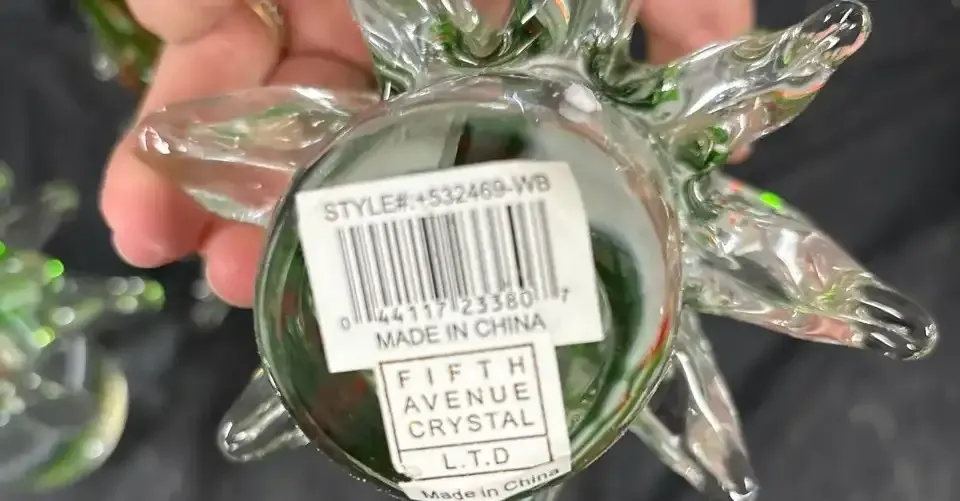 STYLE#:+532469-WB
0 44117 23380 7
MADE IN CHINA
FIFTH
AVENUE
CRYSTAL
L.T.D
Made in China